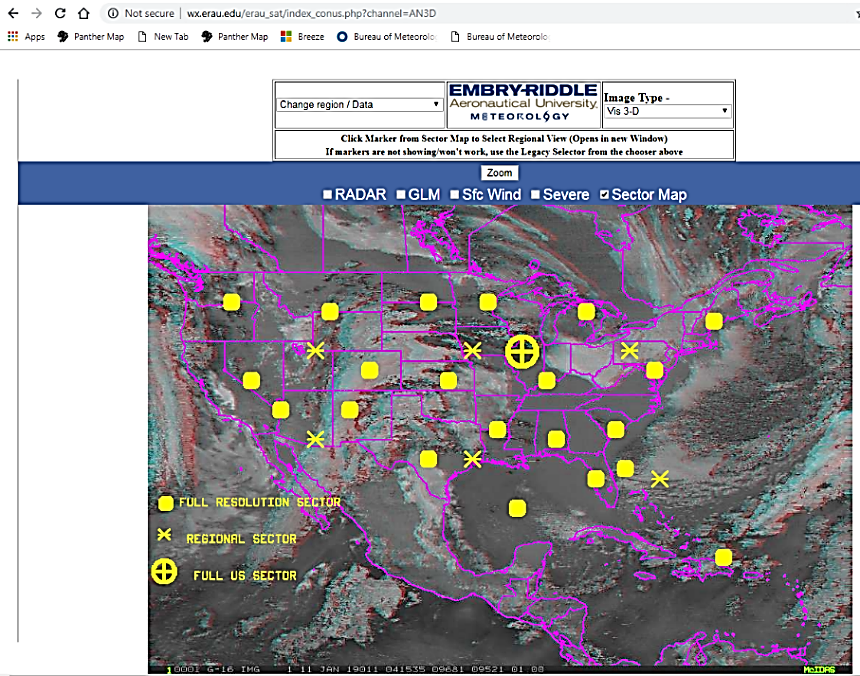 Not secure | wx.erau.edu/erau_sat/index_conus.php?channel=AN3D
Apps Panther Map New Tab Panther Map Breeze Bureau of Meteorolo Bureau of Meteorolo
Change region / Data
EMBRY-RIDDLE
Aeronautical University
METEOROLOGY
Image Type -
Vis 3-D
Click Marker from Sector Map to Select Regional View (Opens in new Window)
If markers are not showing/won't work, use the Legacy Selector from the chooser above
Zoom
RADAR GLM Sfc Wind Severe Sector Map
FULL RESOLUTION SECTOR
REGIONAL SECTOR
FULL US SECTOR
1 0001 G-16 IMG 1 11 JAN 19011 041535 09681 09521 01.00
McIDAS